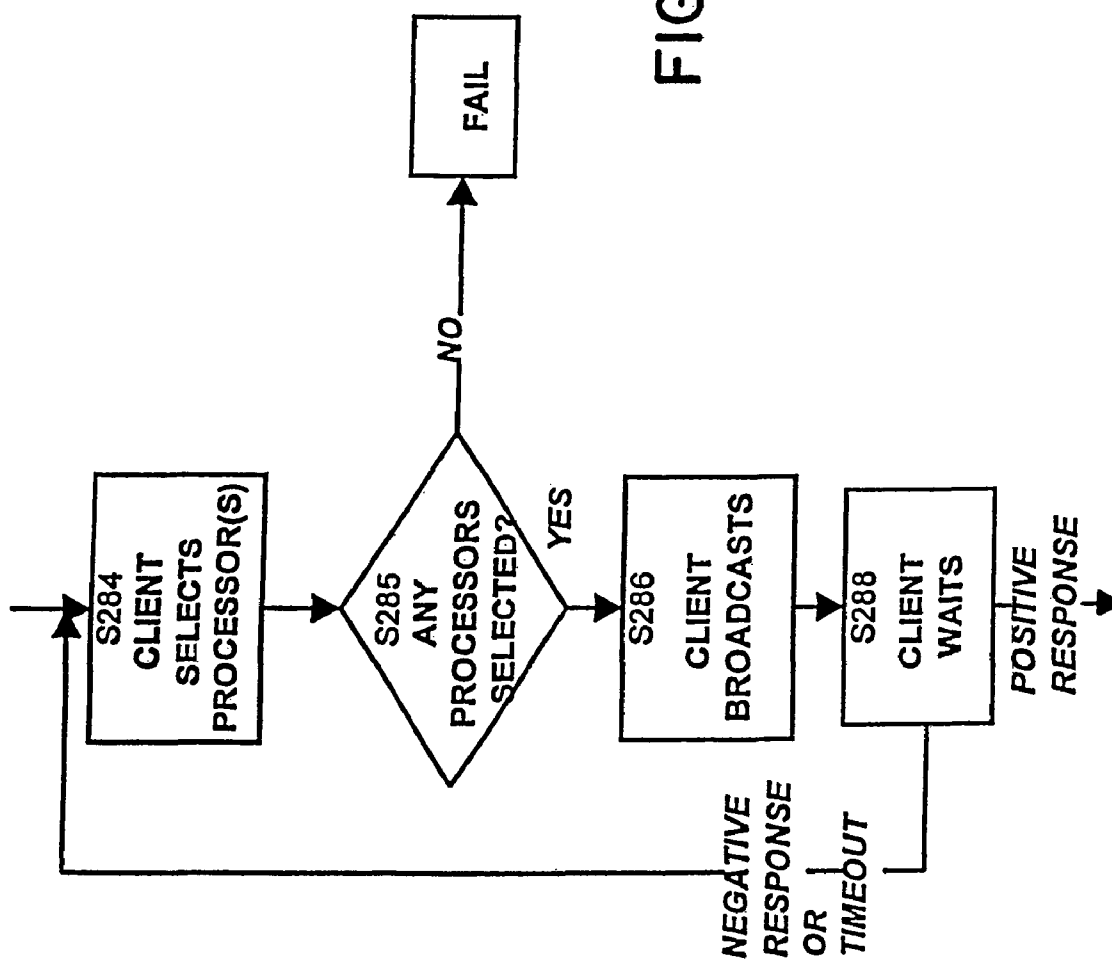 S284
CLIENT
SELECTS
PROCESSOR(S)
S285
ANY
PROCESSORS
SELECTED?
NO
FAIL
YES
S286
CLIENT
BROADCASTS
S288
CLIENT
WAITS
NEGATIVE
RESPONSE
OR
TIMEOUT
POSITIVE
RESPONSE
FIG